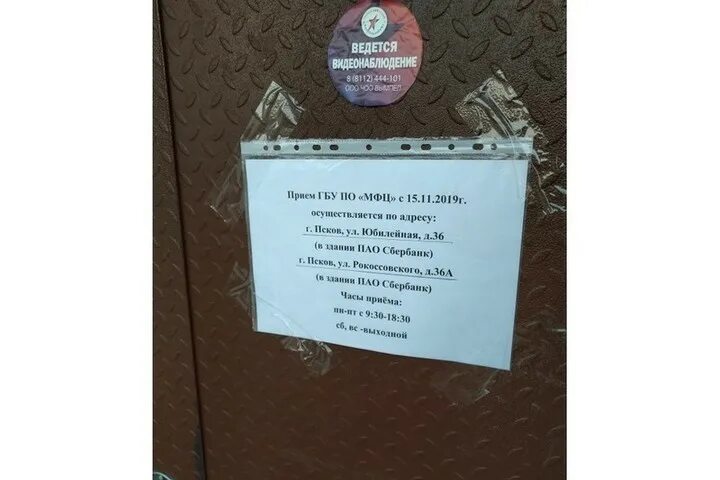 ВЕДЕТСЯ
ВИДЕОНАБЛЮДЕНИЕ
8 (8112) 444-101
ООО ЧОО ВЫМПЕЛ
Прием ГБУ ПО «МФЦ» с 15.11.2019г.
осуществляется по адресу:
г. Псков, ул. Юбилейная, д.36
(в здании ПАО Сбербанк)
г. Псков, ул. Рокоссовского, д.36А
(в здании ПАО Сбербанк)
Часы приёма:
пн-пт с 9:30-18:30
сб, вс -выходной